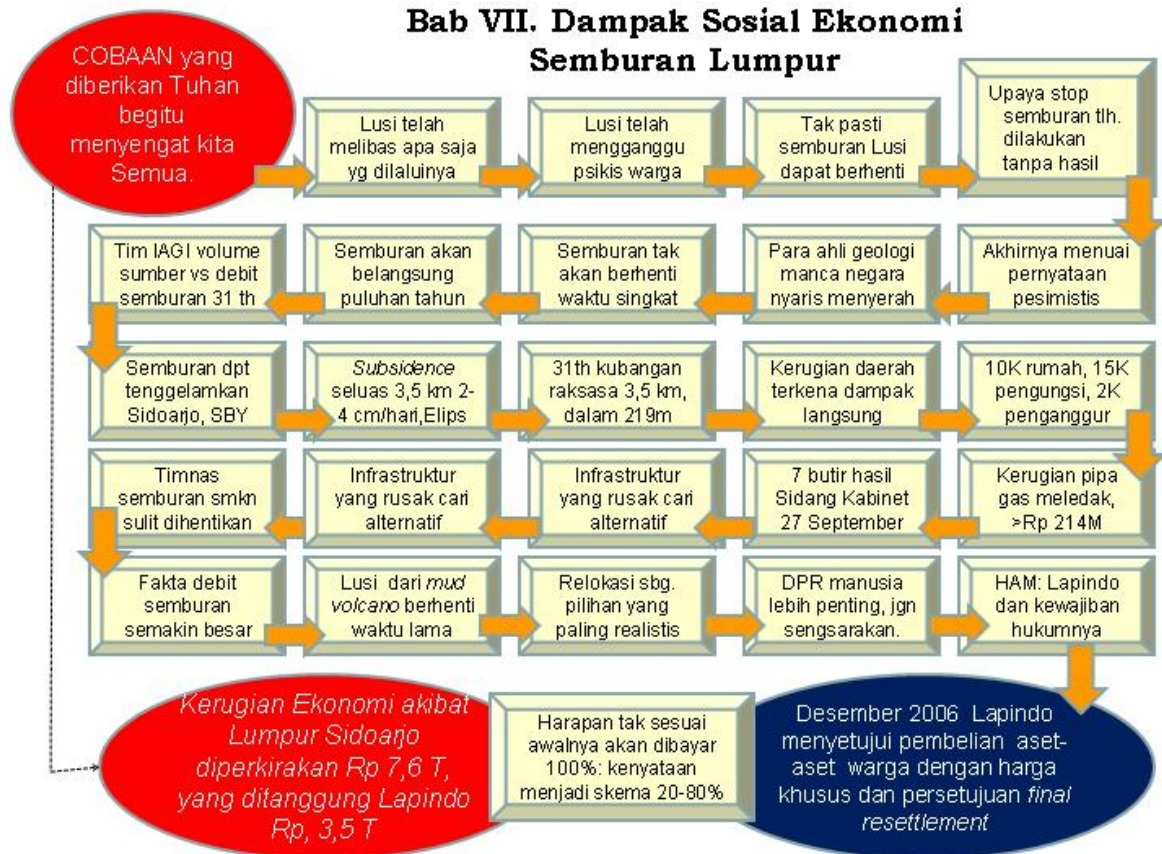 Bab VII. Dampak Sosial Ekonomi
Semburan Lumpur
COBAAN yang
diberikan Tuhan
begitu
menyengat kita
Semua.
Lusi telah
melibas apa saja
yg dilaluinya
Lusi telah
mengganggu
psikis warga
Tak pasti
semburan Lusi
dapat berhenti
Upaya stop
semburan tlh.
dilakukan
tanpa hasil
Akhirnya menuai
pernyataan
pesimistis
Para ahli geologi
manca negara
nyaris menyerah
Semburan tak
akan berhenti
waktu singkat
Semburan akan
belangsung
puluhan tahun
Tim IAGI volume
sumber vs debit
semburan 31 th
Semburan dpt
tenggelamkan
Sidoarjo, SBY
Subsidence
seluas 3,5 km 2-
4 cm/hari,Elips
31th kubangan
raksasa 3,5 km,
dalam 219m
Kerugian daerah
terkena dampak
langsung
10K rumah, 15K
pengungsi, 2K
penganggur
Kerugian pipa
gas meledak,
>Rp 214M
7 butir hasil
Sidang Kabinet
27 September
Infrastruktur
yang rusak cari
alternatif
Infrastruktur
yang rusak cari
alternatif
Timnas
semburan smkn
sulit dihentikan
Fakta debit
semburan
semakin besar
Lusi dari mud
volcano berhenti
waktu lama
Relokasi sbg.
pilihan yang
paling realistis
DPR manusia
lebih penting, jgn
sengsarakan.
HAM: Lapindo
dan kewajiban
hukumnya
Desember 2006 Lapindo
menyetujui pembelian aset-
aset warga dengan harga
khusus dan persetujuan final
resettlement
Harapan tak sesuai
awalnya akan dibayar
100%: kenyataan
menjadi skema 20-80%
Kerugian Ekonomi akibat
Lumpur Sidoarjo
diperkirakan Rp 7,6 T,
yang ditanggung Lapindo
Rp, 3,5 T